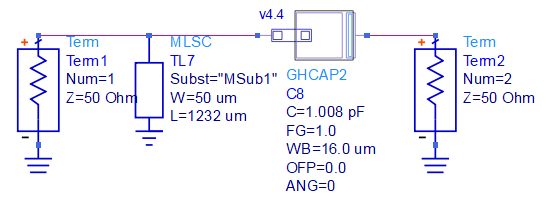 v4.4
+
Term
Term1
Num=1
Z=50 Ohm
-
MLSC
TL7
Subst="MSub1"
W=50 um
L=1232 um
GHCAP2
C8
C=1.008 pF
FG=1.0
WB=16.0 um
OFP=0.0
ANG=0
+
Term
Term2
Num=2
Z=50 Ohm
-